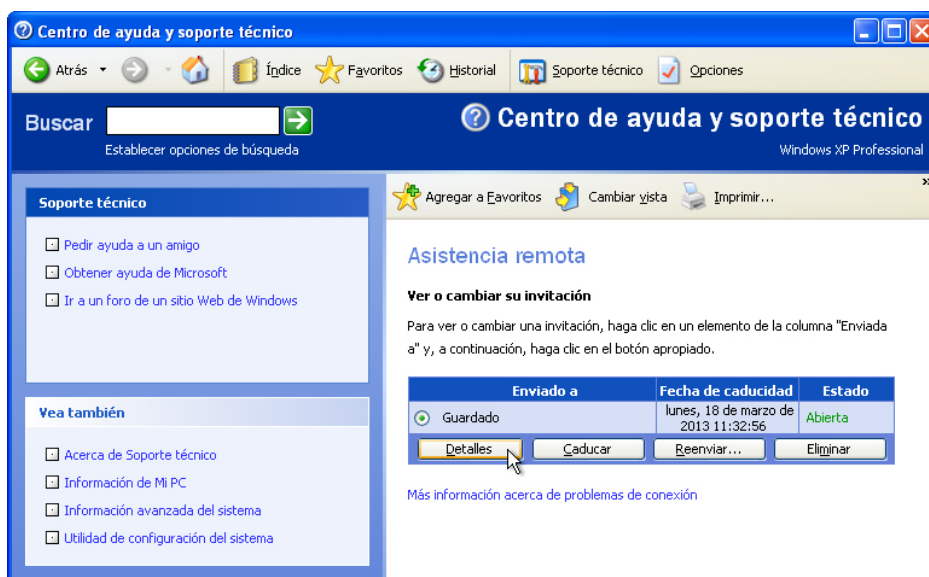 Centro de ayuda y soporte técnico
Atrás
Índice
Favoritos
Historial
Soporte técnico
Opciones
Buscar
Establecer opciones de búsqueda
Centro de ayuda y soporte técnico
Windows XP Professional
Soporte técnico
Pedir ayuda a un amigo
Obtener ayuda de Microsoft
Ir a un foro de un sitio Web de Windows
Vea también
Acerca de Soporte técnico
Información de Mi PC
Información avanzada del sistema
Utilidad de configuración del sistema
Agregar a Favoritos
Cambiar vista
Imprimir...
»
Asistencia remota
Ver o cambiar su invitación
Para ver o cambiar una invitación, haga clic en un elemento de la columna "Enviada
a" y, a continuación, haga clic en el botón apropiado.
Enviado a
Fecha de caducidad
Estado
Guardado
lunes, 18 de marzo de
2013 11:32:56
Abierta
Detalles
Caducar
Reenviar...
Eliminar
Más información acerca de problemas de conexión